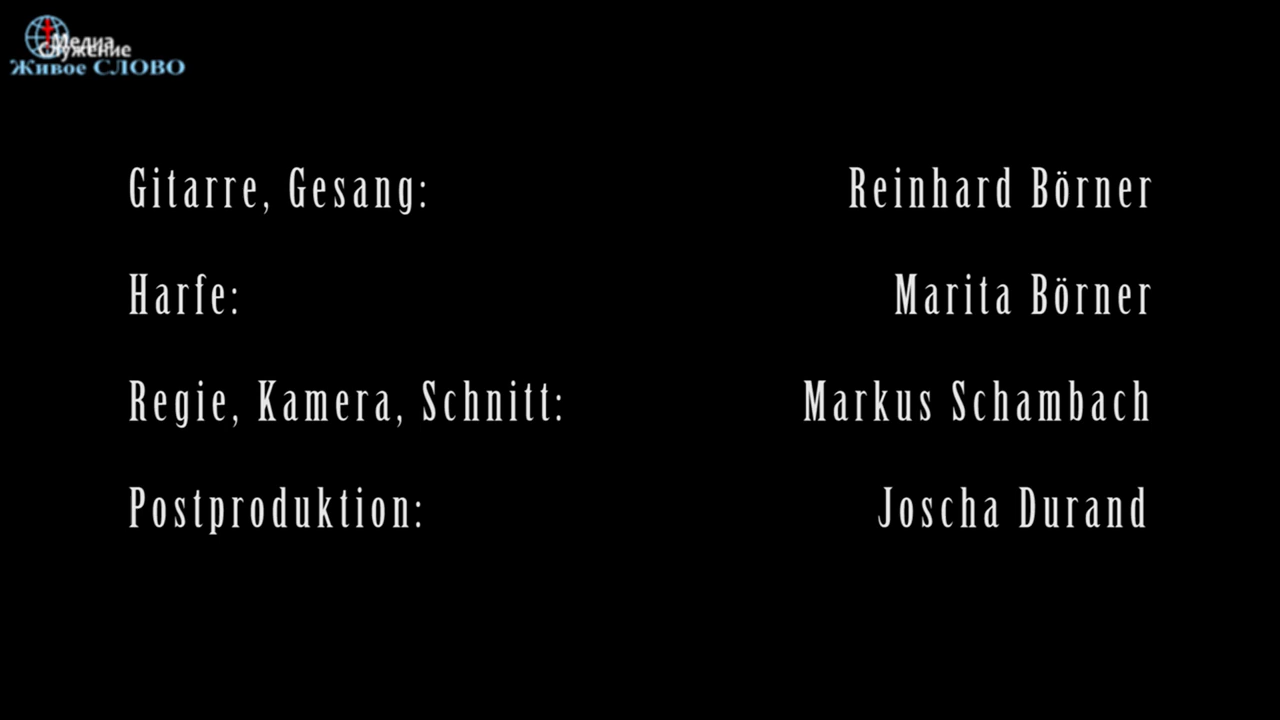 Медиа
Служение
Живое СЛОВО
Gitarre, Gesang: Reinhard Börner
Harfe: Marita Börner
Regie, Kamera, Schnitt: Markus Schambach
Postproduktion: Joscha Durand